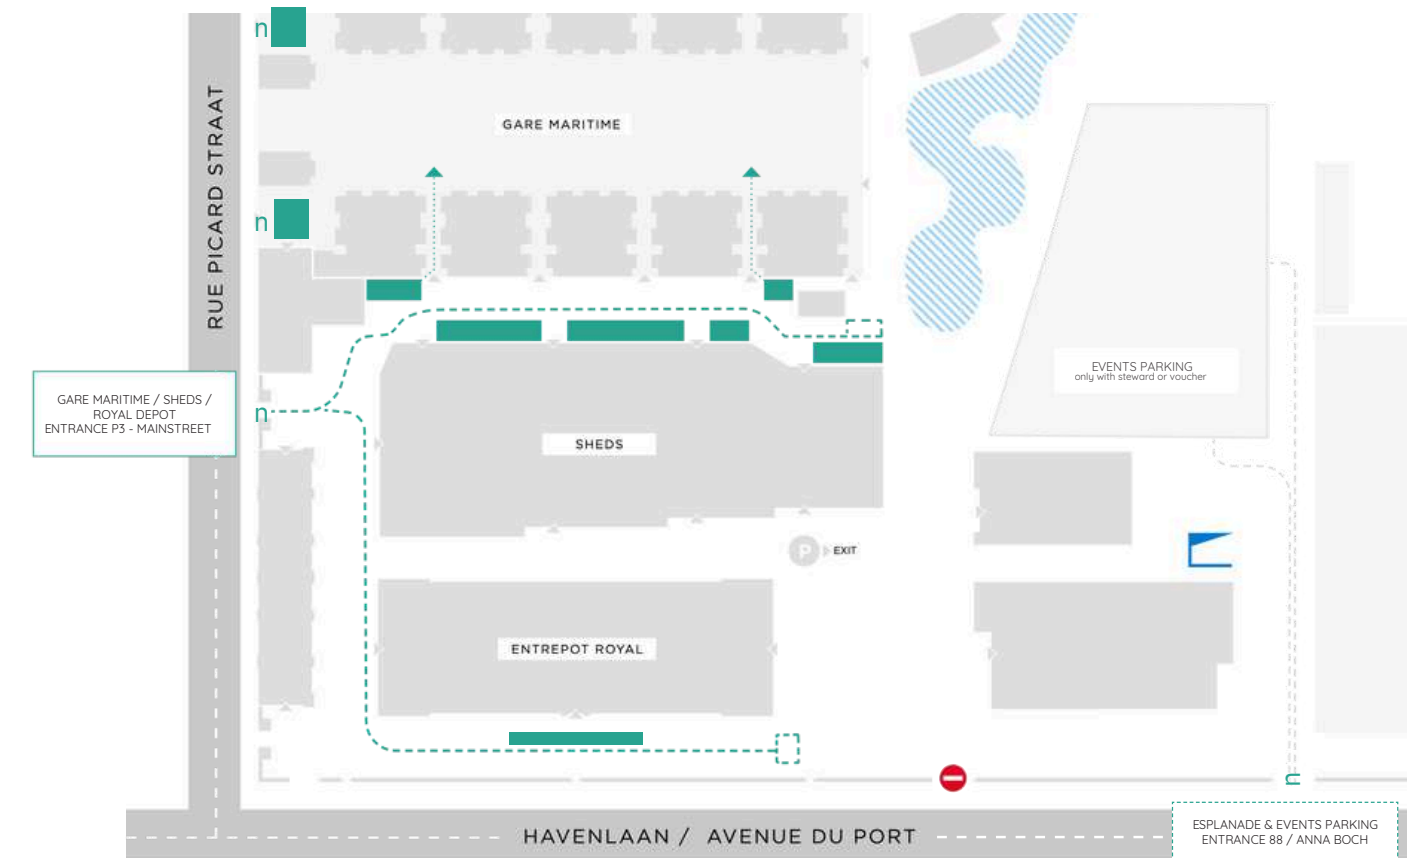 n
GARE MARITIME
RUE PICARD STRAAT
n
EVENTS PARKING
only with steward or voucher
GARE MARITIME / SHEDS /
ROYAL DEPOT
ENTRANCE P3 - MAINSTREET
n
SHEDS
P EXIT
ENTREPOT ROYAL
n
HAVENLAAN / AVENUE DU PORT
ESPLANADE & EVENTS PARKING
ENTRANCE 88 / ANNA BOCH